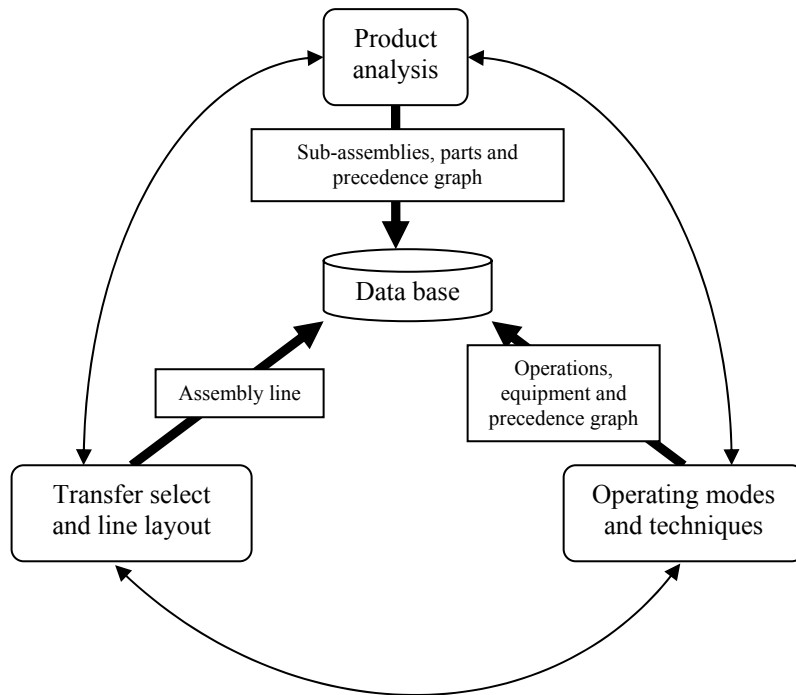 Product
analysis
Sub-assemblies, parts and
precedence graph
Data base
Operations,
equipment and
precedence graph
Assembly line
Transfer select
and line layout
Operating modes
and techniques